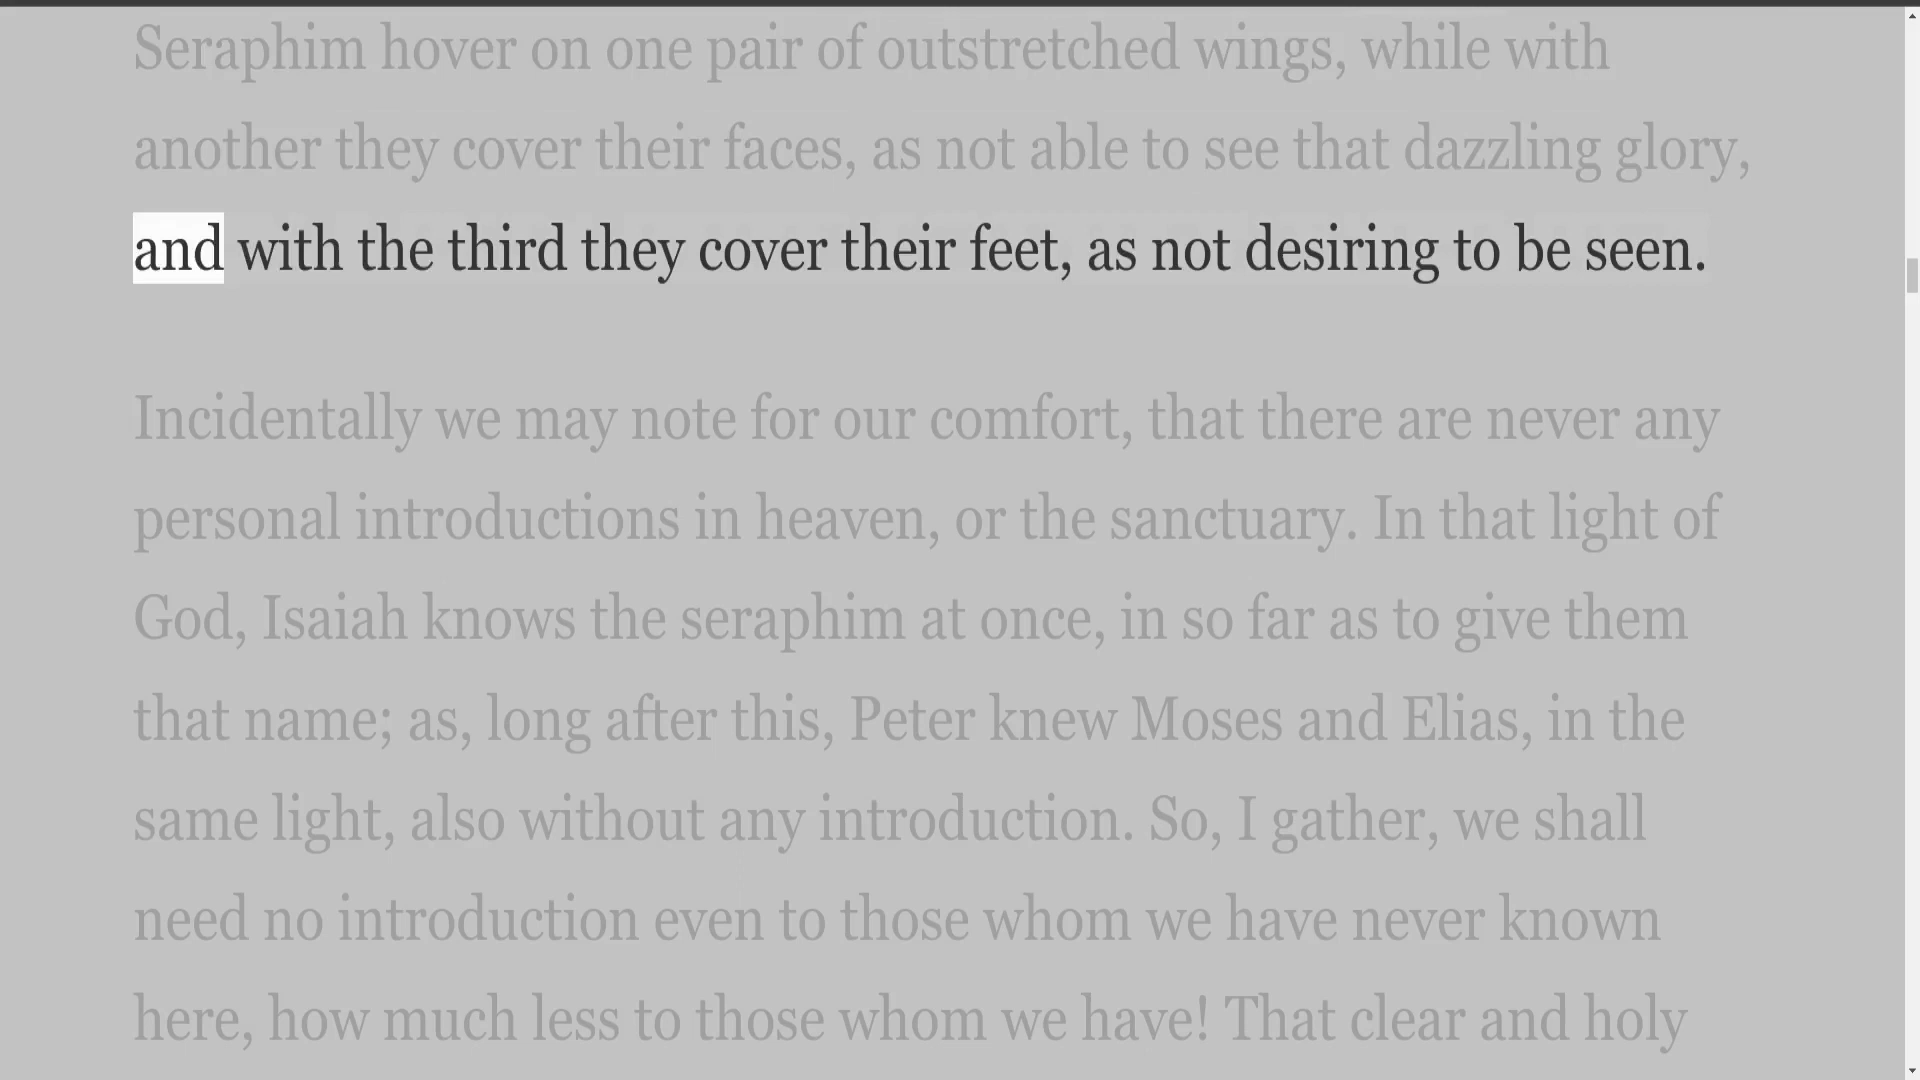 Seraphim hover on one pair of outstretched wings, while with
another they cover their faces, as not able to see that dazzling glory,
and with the third they cover their feet, as not desiring to be seen.
Incidentally we may note for our comfort, that there are never any
personal introductions in heaven, or the sanctuary. In that light of
God, Isaiah knows the seraphim at once, in so far as to give them
that name; as, long after this, Peter knew Moses and Elias, in the
same light, also without any introduction. So, I gather, we shall
need no introduction even to those whom we have never known
here, how much less to those whom we have! That clear and holy